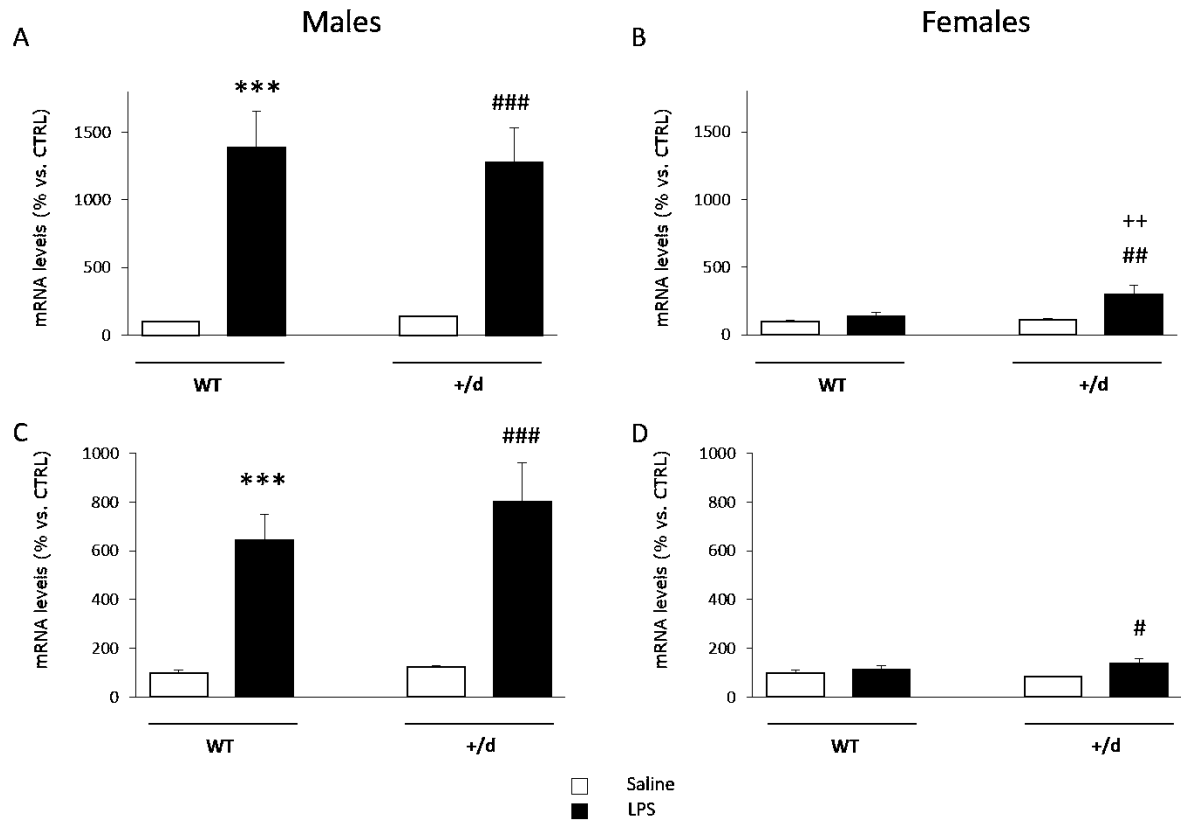 Males
Females
A
B
***
###
++
##
mRNA levels (% vs. CTRL)
1500
1000
500
0
WT
+/d
mRNA levels (% vs. CTRL)
1500
1000
500
0
WT
+/d
C
D
***
###
#
mRNA levels (% vs. CTRL)
1000
800
600
400
200
0
WT
+/d
mRNA levels (% vs. CTRL)
1000
800
600
400
200
0
WT
+/d
Saline
LPS